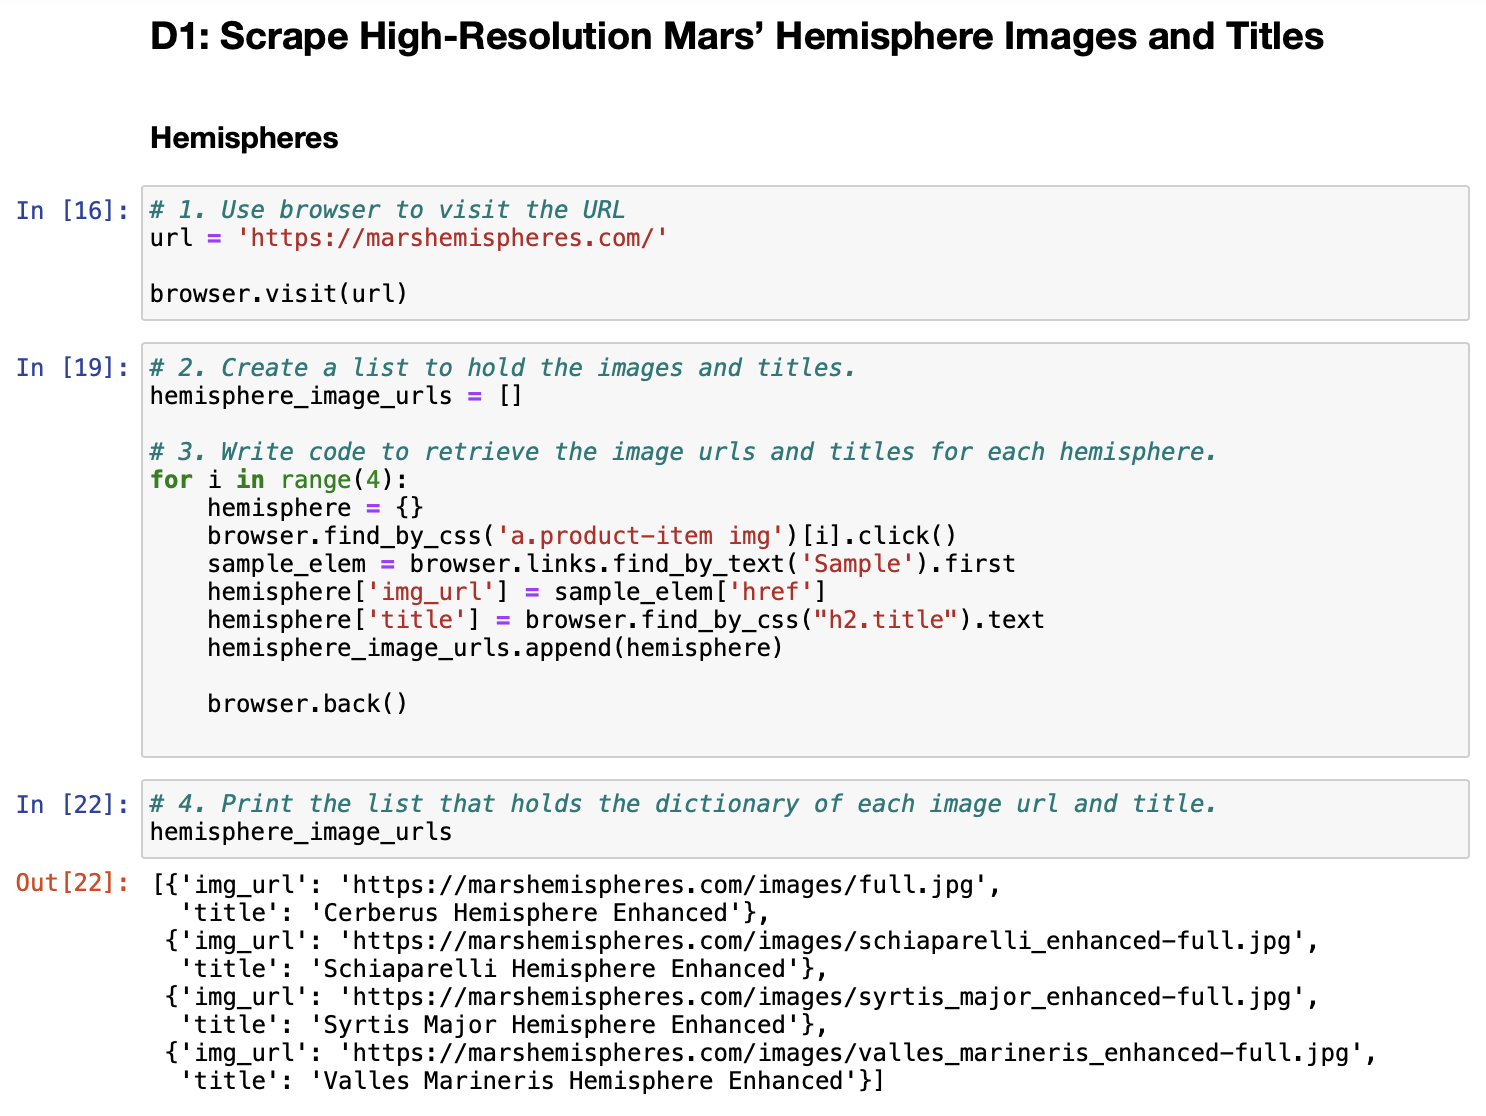 D1: Scrape High-Resolution Mars’ Hemisphere Images and Titles
Hemispheres
In [16]:
# 1. Use browser to visit the URL
url = 'https://marshemispheres.com/'
browser.visit(url)
In [19]:
# 2. Create a list to hold the images and titles.
hemisphere_image_urls = []
# 3. Write code to retrieve the image urls and titles for each hemisphere.
for i in range(4):
    hemisphere = {}
    browser.find_by_css('a.product-item img')[i].click()
    sample_elem = browser.links.find_by_text('Sample').first
    hemisphere['img_url'] = sample_elem['href']
    hemisphere['title'] = browser.find_by_css("h2.title").text
    hemisphere_image_urls.append(hemisphere)
    browser.back()
In [22]:
# 4. Print the list that holds the dictionary of each image url and title.
hemisphere_image_urls
Out[22]:
[{'img_url': 'https://marshemispheres.com/images/full.jpg',
  'title': 'Cerberus Hemisphere Enhanced'},
 {'img_url': 'https://marshemispheres.com/images/schiaparelli_enhanced-full.jpg',
  'title': 'Schiaparelli Hemisphere Enhanced'},
 {'img_url': 'https://marshemispheres.com/images/syrtis_major_enhanced-full.jpg',
  'title': 'Syrtis Major Hemisphere Enhanced'},
 {'img_url': 'https://marshemispheres.com/images/valles_marineris_enhanced-full.jpg',
  'title': 'Valles Marineris Hemisphere Enhanced'}]